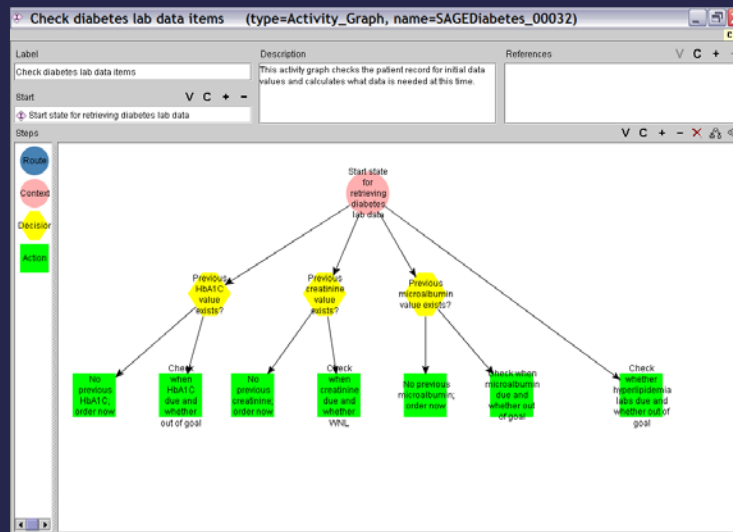 Check diabetes lab data items (type=Activity_Graph, name=SAGEDiabetes_00032)
Label
Description
References
V C + -
Check diabetes lab data items
This activity graph checks the patient record for initial data
values and calculates what data is needed at this time.
Start
V C + -
Start state for retrieving diabetes lab data
Steps
V C + -
Route
Context
Decision
Action
Start state
for
retrieving
diabetes
lab data
Previous
HbA1C
value
exists?
Previous
creatinine
value
exists?
Previous
microalbumin
value exists?
No
previous
HbA1C;
order now
Check
when
HbA1C
due and
whether
out of goal
No
previous
creatinine;
order now
Check
when
creatinine
due and
whether
WNL
No previous
microalbumin;
order now
Check when
microalbumin
due and
whether out
of goal
Check
whether
hyperlipidemia
labs due and
whether out of
goal